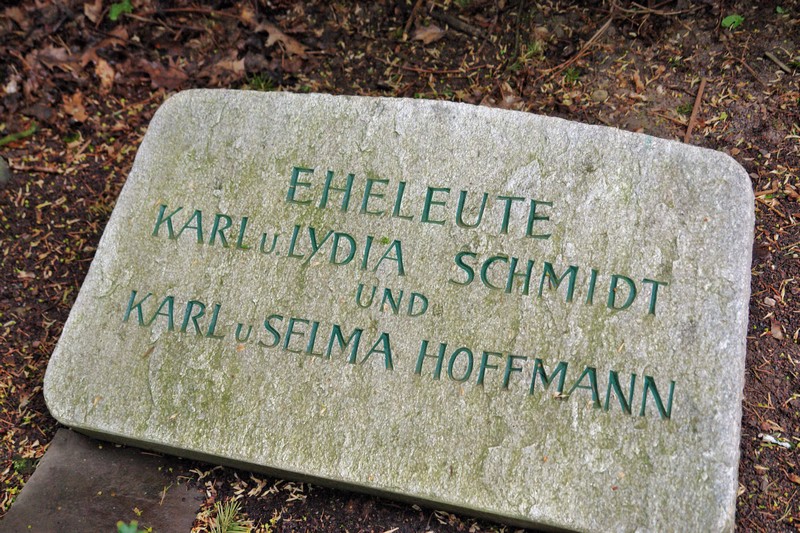 EHELEUTE
KARL U. LYDIA SCHMIDT
UND
KARL U SELMA HOFFMANN